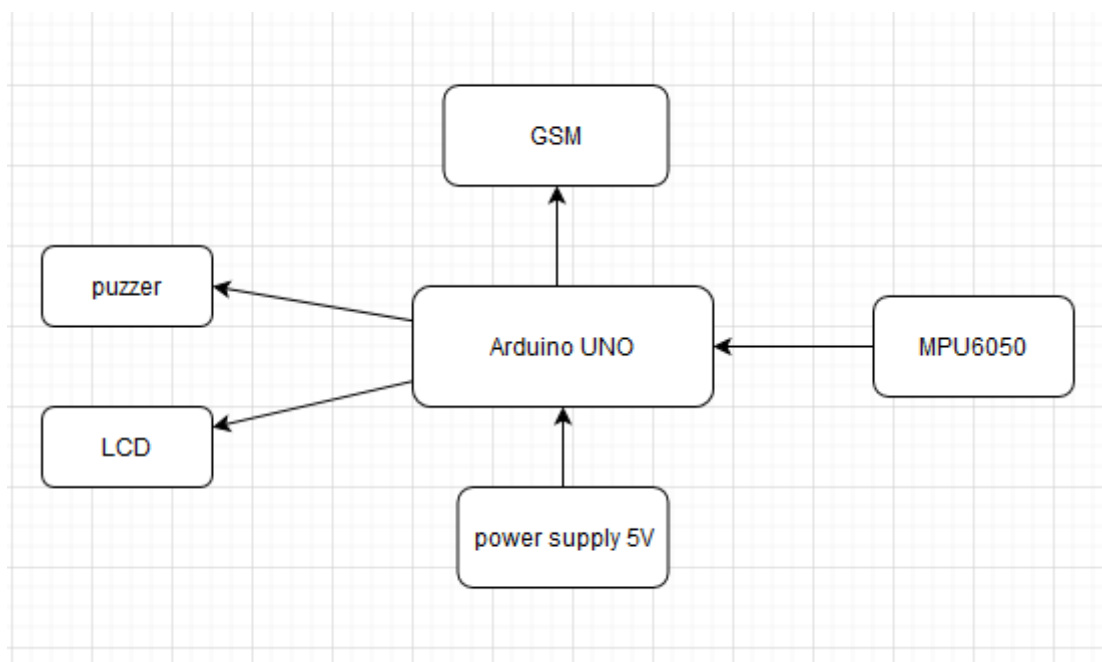 GSM
puzzer
Arduino UNO
MPU6050
LCD
power supply 5V